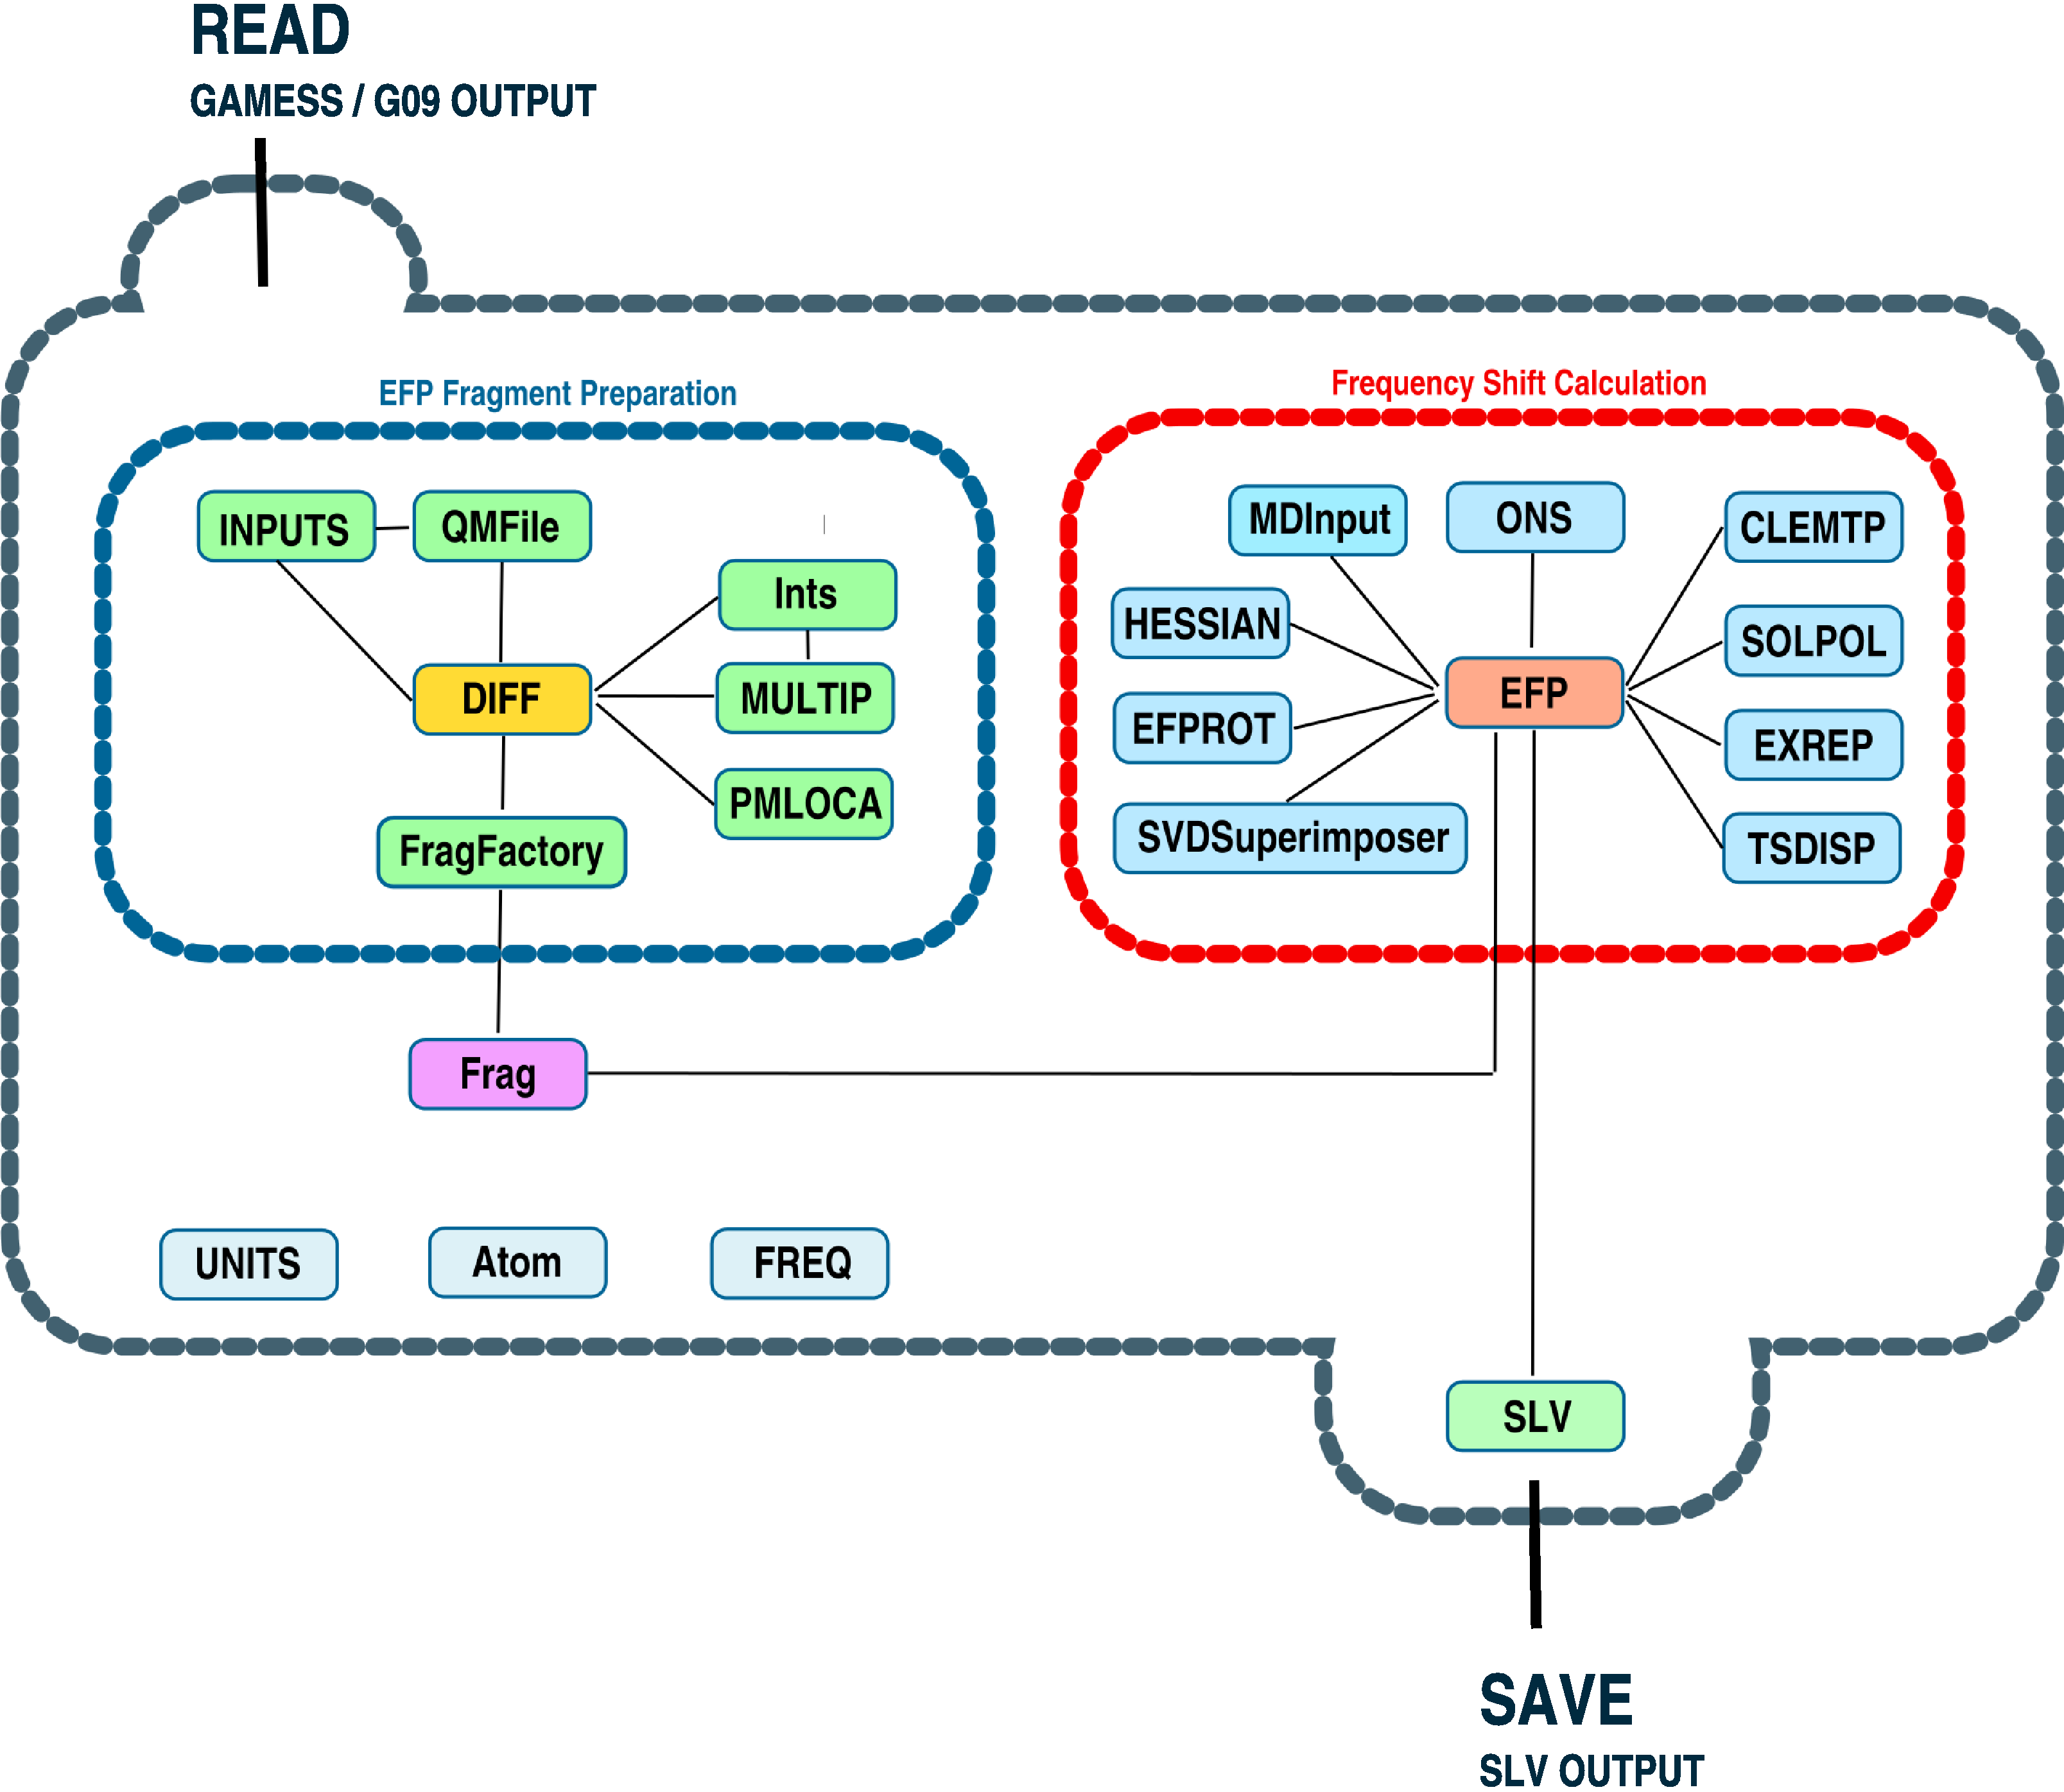 READ
GAMESS / G09 OUTPUT
EFP Fragment Preparation
INPUTS
QMFile
Ints
DIFF
MULTIP
PMLOCA
FragFactory
Frequency Shift Calculation
MDInput
ONS
CLEMTP
HESSIAN
SOLPOL
EFP
EFPROT
EXREP
SVDSuperimposer
TSDISP
Frag
UNITS
Atom
FREQ
SLV
SAVE
SLV OUTPUT